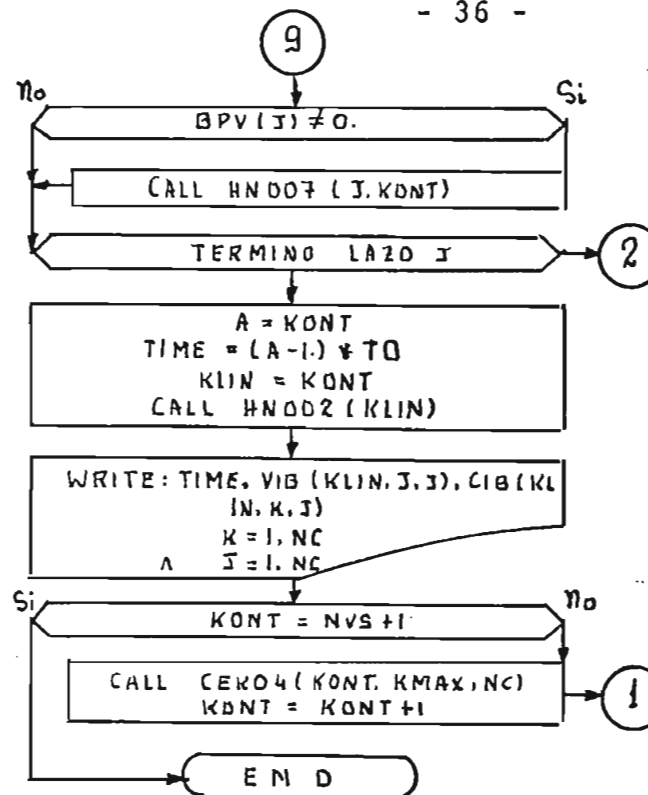 - 36 -
9
No Si
BPV(J) ≠ 0.
CALL HN007 (J, KONT)
TERMINO LAZO J
2
A = KONT
TIME = (A-1.) * TO
KLIN = KONT
CALL HN002 (KLIN)
WRITE: TIME, VIB (KLIN, J, J), CIB(KL
IN, K, J)
K = 1, NC
Λ J = 1, NC
Si No
KONT = NVS +1
CALL CERO4 (KONT, KMAX, NC)
KONT = KONT+1
1
END